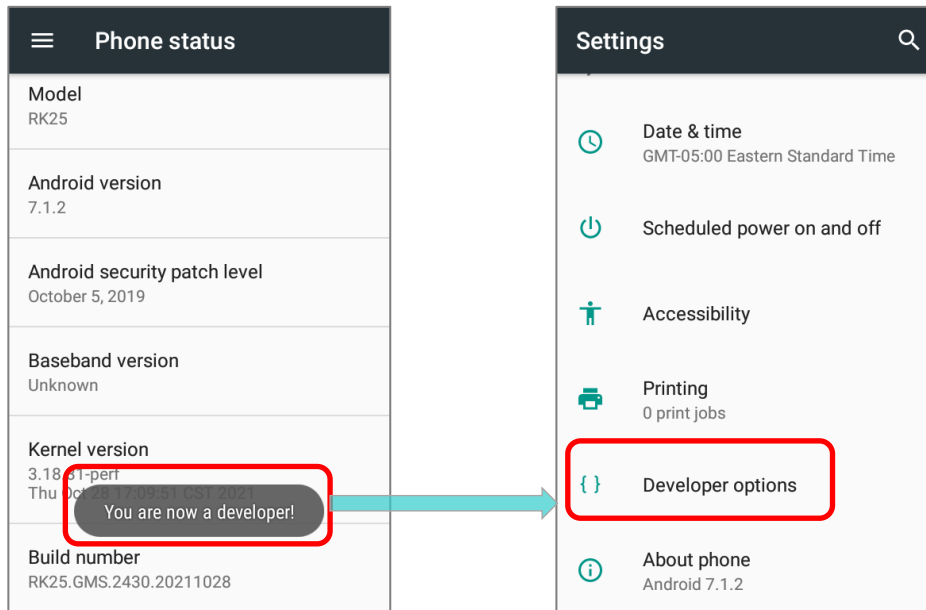 Phone status
Model
RK25
Android version
7.1.2
Android security patch level
October 5, 2019
Baseband version
Unknown
Kernel version
3.18.31-perf
Thu Oct 28 17:09:51 CST 2021
You are now a developer!
Build number
RK25.GMS.2430.20211028
Settings
Date & time
GMT-05:00 Eastern Standard Time
Scheduled power on and off
Accessibility
Printing
0 print jobs
{ } Developer options
About phone
Android 7.1.2